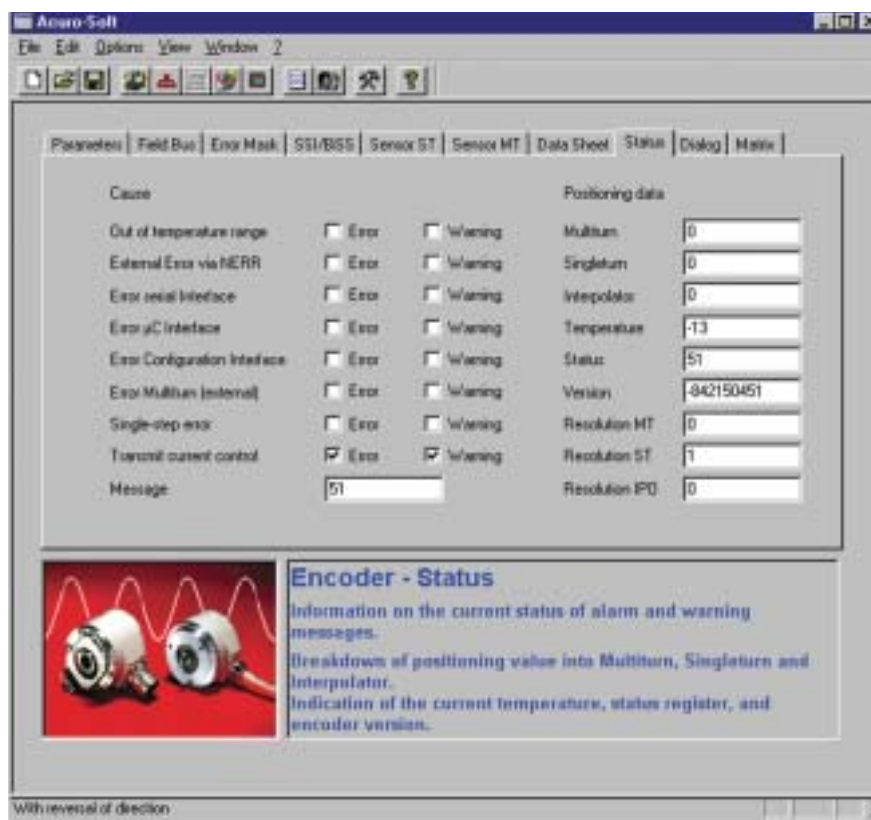 Acuro-Soft
File Edit Options View Window ?
Parameters Field Bus Error Mask SSI/BISS Sensor ST Sensor MT Data Sheet Status Dialog Matrix
Cause Positioning data
Out of temperature range Error Warning Multiturn 0
External Error via NERR Error Warning Singleturn 0
Error serial Interface Error Warning Interpolator 0
Error µC Interface Error Warning Temperature -13
Error Configuration Interface Error Warning Status 51
Error Multiturn (external) Error Warning Version -842150451
Single-step error Error Warning Resolution MT 0
Transmit current control Error Warning Resolution ST 1
Message 51 Resolution IPO 0
Encoder - Status
Information on the current status of alarm and warning
messages.
Breakdown of positioning value into Multiturn, Singleturn and
Interpolator.
Indication of the current temperature, status register, and
encoder version.
With reversal of direction